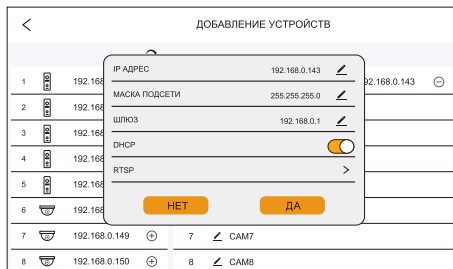 ДОБАВЛЕНИЕ УСТРОЙСТВ
IP АДРЕС 192.168.0.143
МАСКА ПОДСЕТИ 255.255.255.0
ШЛЮЗ 192.168.0.1
DHCP
RTSP
НЕТ ДА
1 192.168 92.168.0.143
2 192.168
3 192.168
4 192.168
5 192.168
6 192.168
7 192.168.0.149 7 CAM7
8 192.168.0.150 8 CAM8